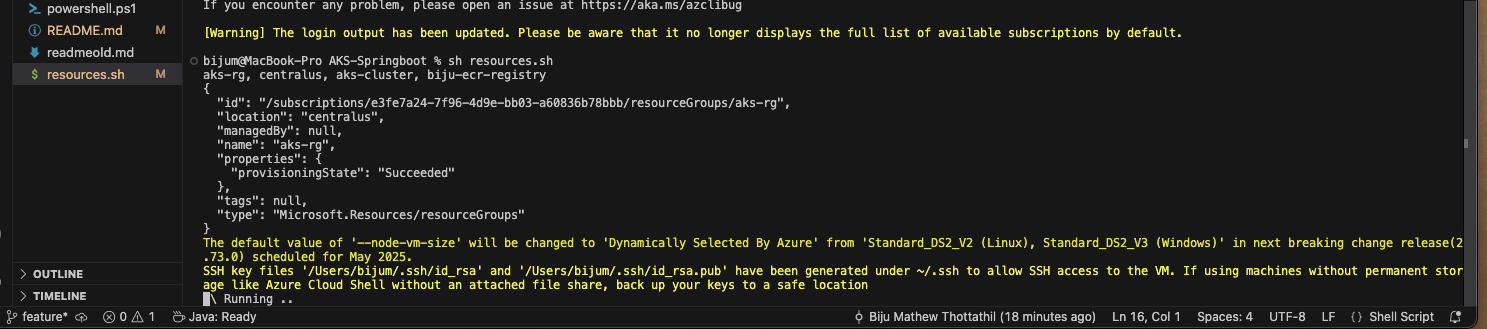 powershell.ps1
README.md M
readmeold.md
$ resources.sh M
OUTLINE
TIMELINE
If you encounter any problem, please open an issue at https://aka.ms/azclibug
[Warning] The login output has been updated. Please be aware that it no longer displays the full list of available subscriptions by default.
bijum@MacBook-Pro AKS-Springboot % sh resources.sh
aks-rg, centralus, aks-cluster, biju-ecr-registry
{
"id": "/subscriptions/e3fe7a24-7f96-4d9e-bb03-a60836b78bbb/resourceGroups/aks-rg",
"location": "centralus",
"managedBy": null,
"name": "aks-rg",
"properties": {
"provisioningState": "Succeeded"
},
"tags": null,
"type": "Microsoft.Resources/resourceGroups"
}
The default value of '--node-vm-size' will be changed to 'Dynamically Selected By Azure' from 'Standard_DS2_V2 (Linux), Standard_DS2_V3 (Windows)' in next breaking change release(2
.73.0) scheduled for May 2025.
SSH key files '/Users/bijum/.ssh/id_rsa' and '/Users/bijum/.ssh/id_rsa.pub' have been generated under ~/.ssh to allow SSH access to the VM. If using machines without permanent stor
age like Azure Cloud Shell without an attached file share, back up your keys to a safe location
\ Running ..
feature* 0 1 Java: Ready Biju Mathew Thottathil (18 minutes ago) Ln 16, Col 1 Spaces: 4 UTF-8 LF {} Shell Script